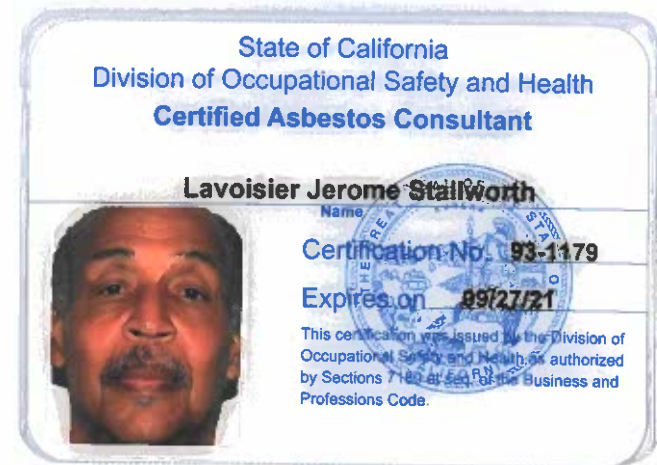 State of California
Division of Occupational Safety and Health
Certified Asbestos Consultant
Lavoisier Jerome Stallworth
Name
Certification No. 93-1179
Expires on 09/27/21
This certification was issued by the Division of
Occupational Safety and Health as authorized
by Sections 7180 et seq. of the Business and
Professions Code.